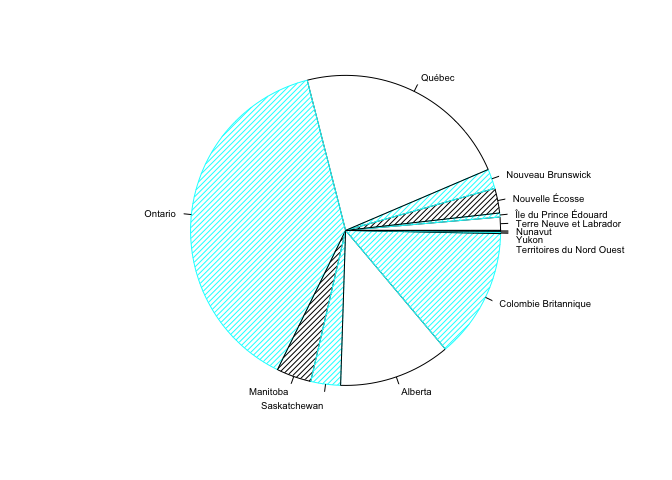 Québec
Nouveau Brunswick
Nouvelle Écosse
Ontario
Île du Prince Édouard
Terre Neuve et Labrador
Nunavut
Yukon
Territoires du Nord Ouest
Colombie Britannique
Manitoba
Alberta
Saskatchewan